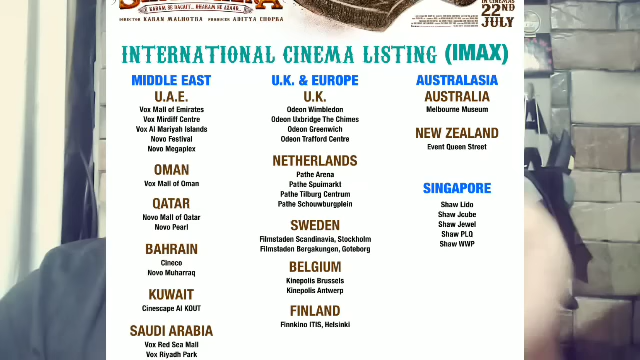 KARAM SE DACAIT, DHARAM SE AZAAD.
DIRECTOR KARAN MALHOTRA PRODUCER ADITYA CHOPRA
IN CINEMAS
22ND
JULY
INTERNATIONAL CINEMA LISTING (IMAX)
MIDDLE EAST
U.A.E.
Vox Mall of Emirates
Vox Mirdiff Centre
Vox Al Mariyah Islands
Novo Festival
Novo Megaplex
OMAN
Vox Mall of Oman
QATAR
Novo Mall of Qatar
Novo Pearl
BAHRAIN
Cineco
Novo Muharraq
KUWAIT
Cinescape Al KOUT
SAUDI ARABIA
Vox Red Sea Mall
Vox Riyadh Park
U.K. & EUROPE
U.K.
Odeon Wimbledon
Odeon Uxbridge The Chimes
Odeon Greenwich
Odeon Trafford Centre
NETHERLANDS
Pathe Arena
Pathe Spuimarkt
Pathe Tilburg Centrum
Pathe Schouwburgplein
SWEDEN
Filmstaden Scandinavia, Stockholm
Filmstaden Bergakungen, Goteborg
BELGIUM
Kinepolis Brussels
Kinepolis Antwerp
FINLAND
Finnkino ITIS, Helsinki
AUSTRALASIA
AUSTRALIA
Melbourne Museum
NEW ZEALAND
Event Queen Street
SINGAPORE
Shaw Lido
Shaw Jcube
Shaw Jewel
Shaw PLQ
Shaw WWP